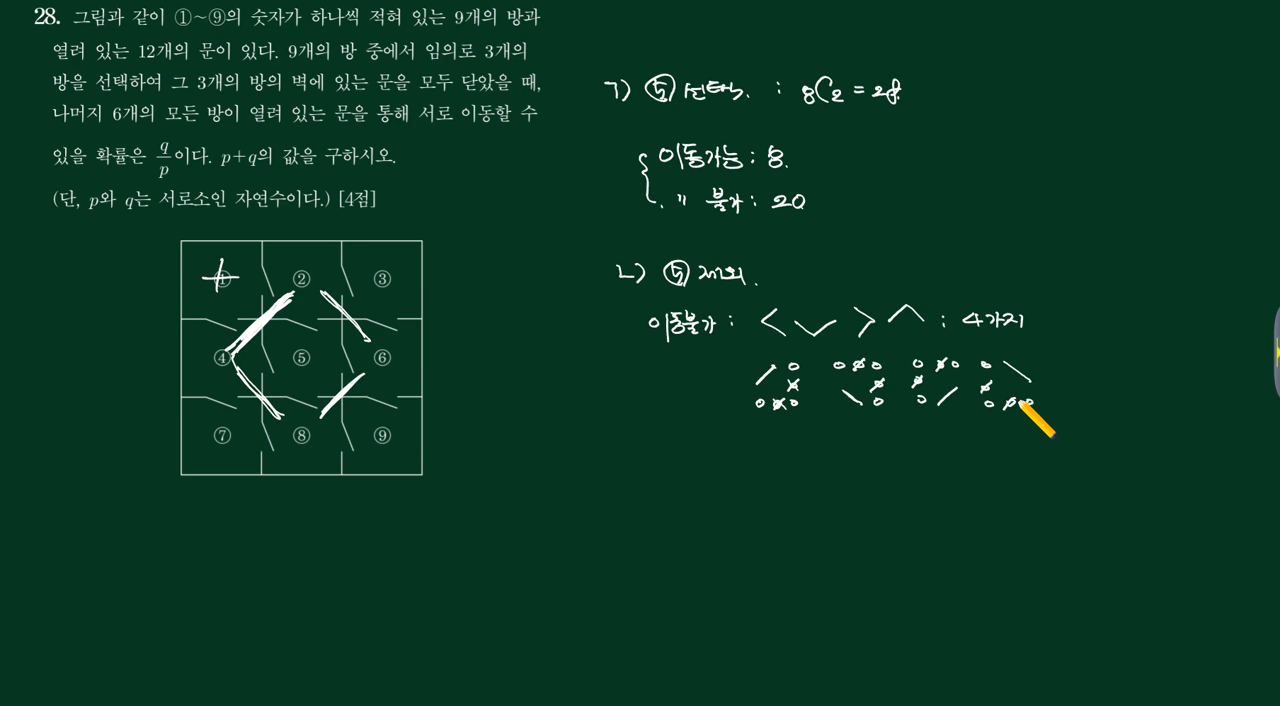 28. 그림과 같이 ①~⑨의 숫자가 하나씩 적혀 있는 9개의 방과
열려 있는 12개의 문이 있다. 9개의 방 중에서 임의로 3개의
방을 선택하여 그 3개의 방의 벽에 있는 문을 모두 닫았을 때,
나머지 6개의 모든 방이 열려 있는 문을 통해 서로 이동할 수
있을 확률은 q/p이다. p+q의 값을 구하시오.
(단, p와 q는 서로소인 자연수이다.) [4점]
① ② ③
④ ⑤ ⑥
⑦ ⑧ ⑨
ㄱ) ⑤ 선택. : ₈C₂ = 28.
이동가능 : 8.
〃 불가 : 20
ㄴ) ⑤ 제외.
이동불가 : < ∨ > ∧ : 4가지